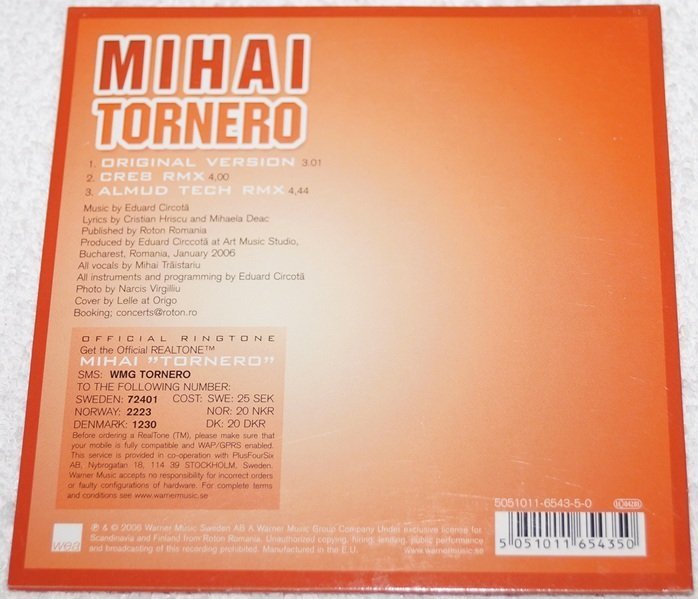 MIHAI
TORNERO
1. ORIGINAL VERSION 3.01
2. CRE8 RMX 4,00
3. ALMUD TECH RMX 4,44
Music by Eduard Circotă
Lyrics by Cristian Hriscu and Mihaela Deac
Published by Roton Romania
Produced by Eduard Circcotă at Art Music Studio,
Bucharest, Romania, January 2006
All vocals by Mihai Trăistariu
All instruments and programming by Eduard Circotă
Photo by Narcis Virgilliu
Cover by Lelle at Origo
Booking; concerts@roton.ro
OFFICIAL RINGTONE
Get the Official REALTONE™
MIHAI "TORNERO"
SMS: WMG TORNERO
TO THE FOLLOWING NUMBER:
SWEDEN: 72401 COST: SWE: 25 SEK
NORWAY: 2223 NOR: 20 NKR
DENMARK: 1230 DK: 20 DKR
Before ordering a RealTone (TM), please make sure that
your mobile is fully compatible and WAP/GPRS enabled.
This service is provided in co-operation with PlusFourSix
AB, Nybrogatan 18, 114 39 STOCKHOLM, Sweden.
Warner Music accepts no responsibility for incorrect orders
or faulty configurations of hardware. For complete terms
and conditions see www.warnermusic.se
wea
℗ & © 2006 Warner Music Sweden AB A Warner Music Group Company Under exclusive license for
Scandinavia and Finland from Roton Romania. Unauthorized copying, hiring, lending, public performance
and broadcasting of this recording prohibited. Manufactured in the E.U. www.warnermusic.se
5051011-6543-5-0
5 051011 654350